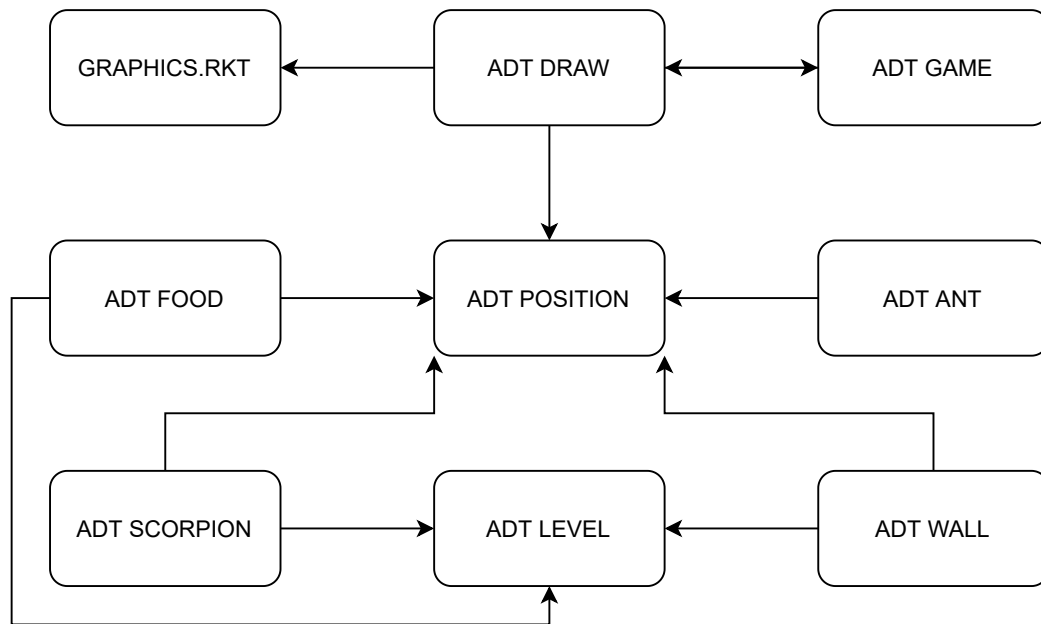 GRAPHICS.RKT
ADT DRAW
ADT GAME
ADT FOOD
ADT POSITION
ADT ANT
ADT SCORPION
ADT LEVEL
ADT WALL